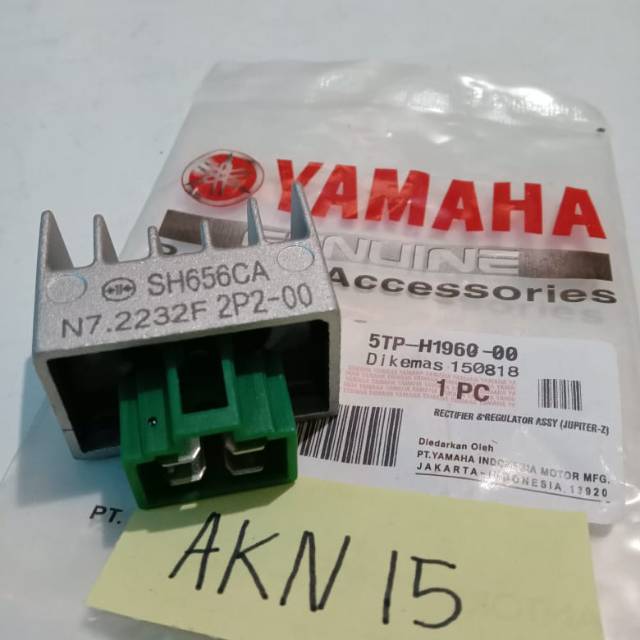 YAMAHA
GENUINE
Accessories
SH656CA
N7.2232F 2P2-00
5TP-H1960-00
Dikemas 150818
1 PC
RECTIFIER & REGULATOR ASSY (JUPITER-Z)
Diedarkan Oleh
PT.YAMAHA INDONESIA MOTOR MFG.
JAKARTA-INDONESIA.13920
PT.
AKN 15